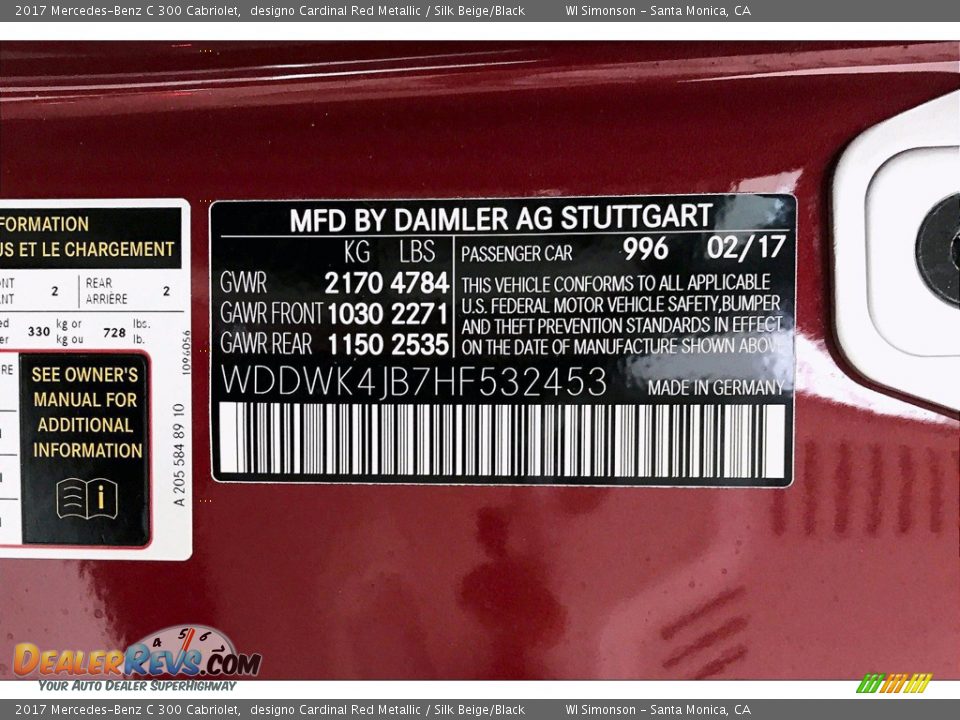 2017 Mercedes-Benz C 300 Cabriolet, designo Cardinal Red Metallic / Silk Beige/Black WI Simonson - Santa Monica, CA
FORMATION
US ET LE CHARGEMENT
2 REAR ARRIÈRE 2
330 kg or kg ou 728 lbs. lb.
SEE OWNER'S
MANUAL FOR
ADDITIONAL
INFORMATION
i
1096056
A 205 584 89 10
MFD BY DAIMLER AG STUTTGART
KG LBS
GWR 2170 4784
GAWR FRONT 1030 2271
GAWR REAR 1150 2535
PASSENGER CAR 996 02/17
THIS VEHICLE CONFORMS TO ALL APPLICABLE
U.S. FEDERAL MOTOR VEHICLE SAFETY,BUMPER
AND THEFT PREVENTION STANDARDS IN EFFECT
ON THE DATE OF MANUFACTURE SHOWN ABOVE
WDDWK4JB7HF532453 MADE IN GERMANY
4 5 6
DEALERREVS.COM
YOUR AUTO DEALER SUPERHIGHWAY
2017 Mercedes-Benz C 300 Cabriolet, designo Cardinal Red Metallic / Silk Beige/Black WI Simonson - Santa Monica, CA